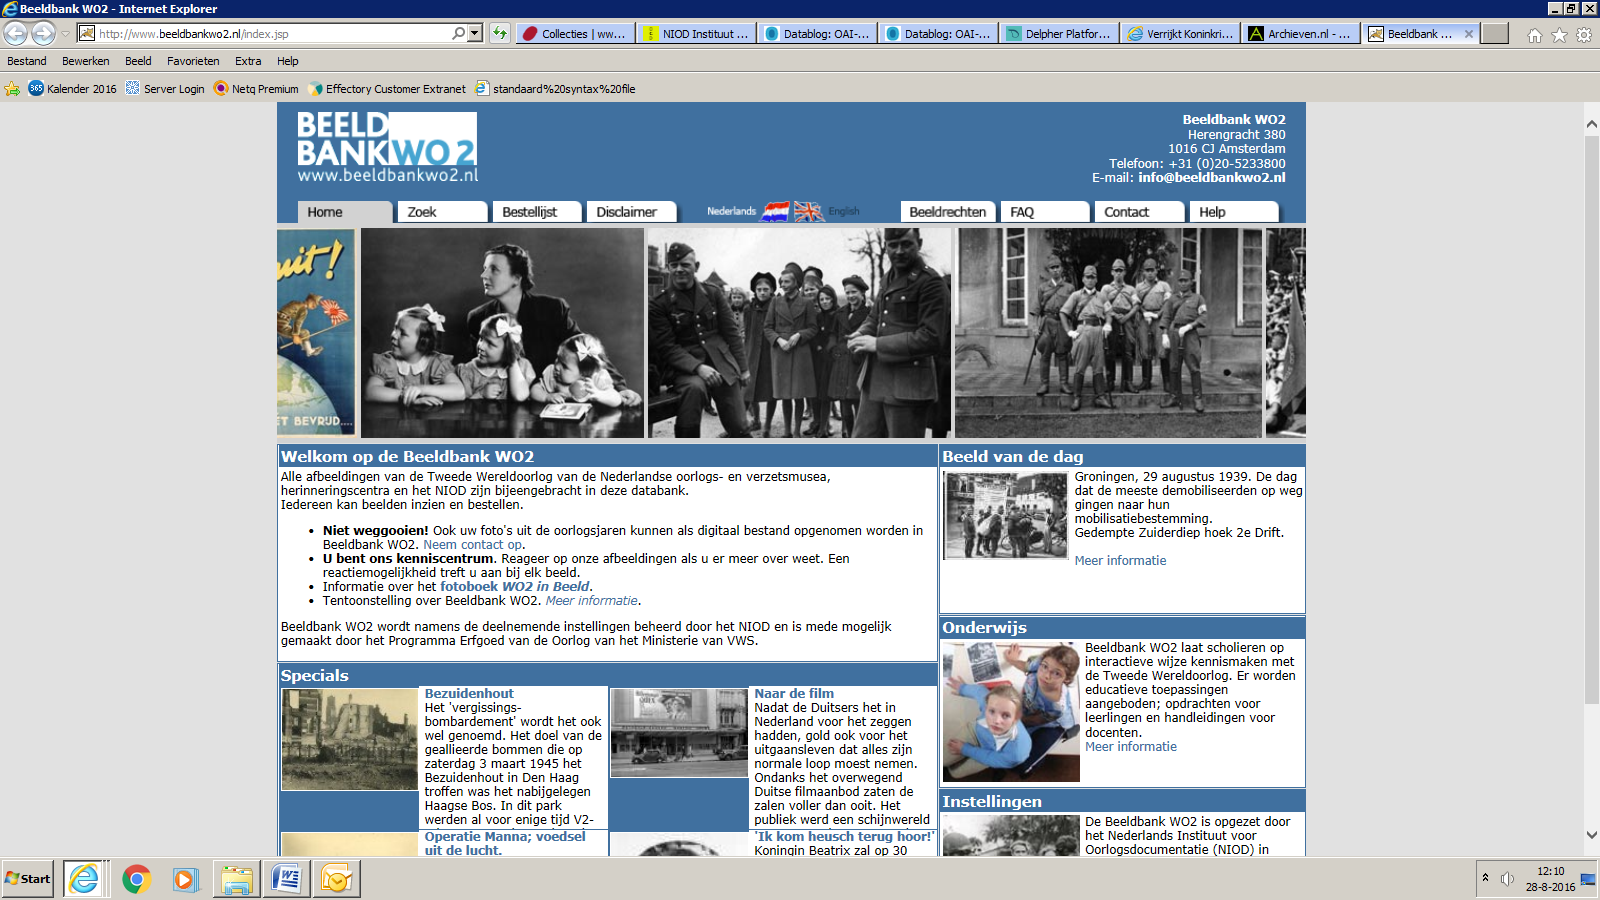 Beeldbank WO2 - Internet Explorer
http://www.beeldbankwo2.nl/index.jsp
Collecties | ww...
NIOD Instituut ...
Datablog: OAI-...
Datablog: OAI-...
Delpher Platfor...
Verrijkt Koninkri...
Archieven.nl - ...
Beeldbank ...
Bestand Bewerken Beeld Favorieten Extra Help
Kalender 2016 Server Login Netq Premium Effectory Customer Extranet standaard%20syntax%20file
BEELD
BANKWO2
www.beeldbankwo2.nl
Beeldbank WO2
Herengracht 380
1016 CJ Amsterdam
Telefoon: +31 (0)20-5233800
E-mail: info@beeldbankwo2.nl
Home Zoek Bestellijst Disclaimer Nederlands English Beeldrechten FAQ Contact Help
uit!
ET BEVRIJD....
Welkom op de Beeldbank WO2
Alle afbeeldingen van de Tweede Wereldoorlog van de Nederlandse oorlogs- en verzetsmusea,
herinneringscentra en het NIOD zijn bijeengebracht in deze databank.
Iedereen kan beelden inzien en bestellen.
• Niet weggooien! Ook uw foto's uit de oorlogsjaren kunnen als digitaal bestand opgenomen worden in
Beeldbank WO2. Neem contact op.
• U bent ons kenniscentrum. Reageer op onze afbeeldingen als u er meer over weet. Een
reactiemogelijkheid treft u aan bij elk beeld.
• Informatie over het fotoboek WO2 in Beeld.
• Tentoonstelling over Beeldbank WO2. Meer informatie.
Beeldbank WO2 wordt namens de deelnemende instellingen beheerd door het NIOD en is mede mogelijk
gemaakt door het Programma Erfgoed van de Oorlog van het Ministerie van VWS.
Beeld van de dag
Groningen, 29 augustus 1939. De dag
dat de meeste demobiliseerden op weg
gingen naar hun
mobilisatiebestemming.
Gedempte Zuiderdiep hoek 2e Drift.
Meer informatie
Onderwijs
Beeldbank WO2 laat scholieren op
interactieve wijze kennismaken met
de Tweede Wereldoorlog. Er worden
educatieve toepassingen
aangeboden; opdrachten voor
leerlingen en handleidingen voor
docenten.
Meer informatie
Specials
Bezuidenhout
Het 'vergissings-
bombardement' wordt het ook
wel genoemd. Het doel van de
geallieerde bommen die op
zaterdag 3 maart 1945 het
Bezuidenhout in Den Haag
troffen was het nabijgelegen
Haagse Bos. In dit park
werden al voor enige tijd V2-
Naar de film
Nadat de Duitsers het in
Nederland voor het zeggen
hadden, gold ook voor het
uitgaansleven dat alles zijn
normale loop moest nemen.
Ondanks het overwegend
Duitse filmaanbod zaten de
zalen voller dan ooit. Het
publiek werd een schijnwereld
Operatie Manna; voedsel
uit de lucht.
'Ik kom heusch terug hoor!'
Koningin Beatrix zal op 30
Instellingen
De Beeldbank WO2 is opgezet door
het Nederlands Instituut voor
Oorlogsdocumentatie (NIOD) in
Start
12:10
28-8-2016